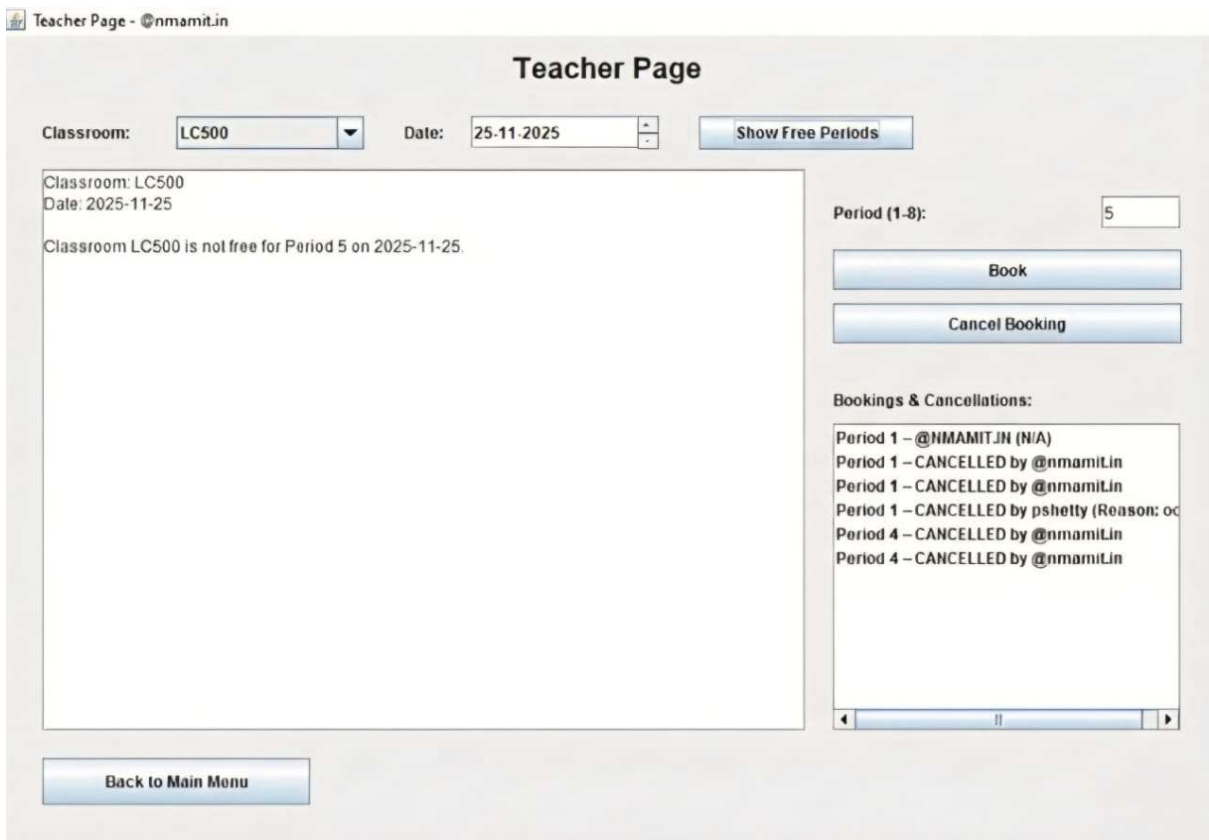 Teacher Page - @nmamit.in
Teacher Page
Classroom: LC500 Date: 25-11-2025 Show Free Periods
Classroom: LC500
Date: 2025-11-25
Classroom LC500 is not free for Period 5 on 2025-11-25.
Period (1-8): 5
Book
Cancel Booking
Bookings & Cancellations:
Period 1 – @NMAMIT.IN (N/A)
Period 1 – CANCELLED by @nmamit.in
Period 1 – CANCELLED by @nmamit.in
Period 1 – CANCELLED by pshetty (Reason:
Period 4 – CANCELLED by @nmamit.in
Period 4 – CANCELLED by @nmamit.in
Back to Main Menu